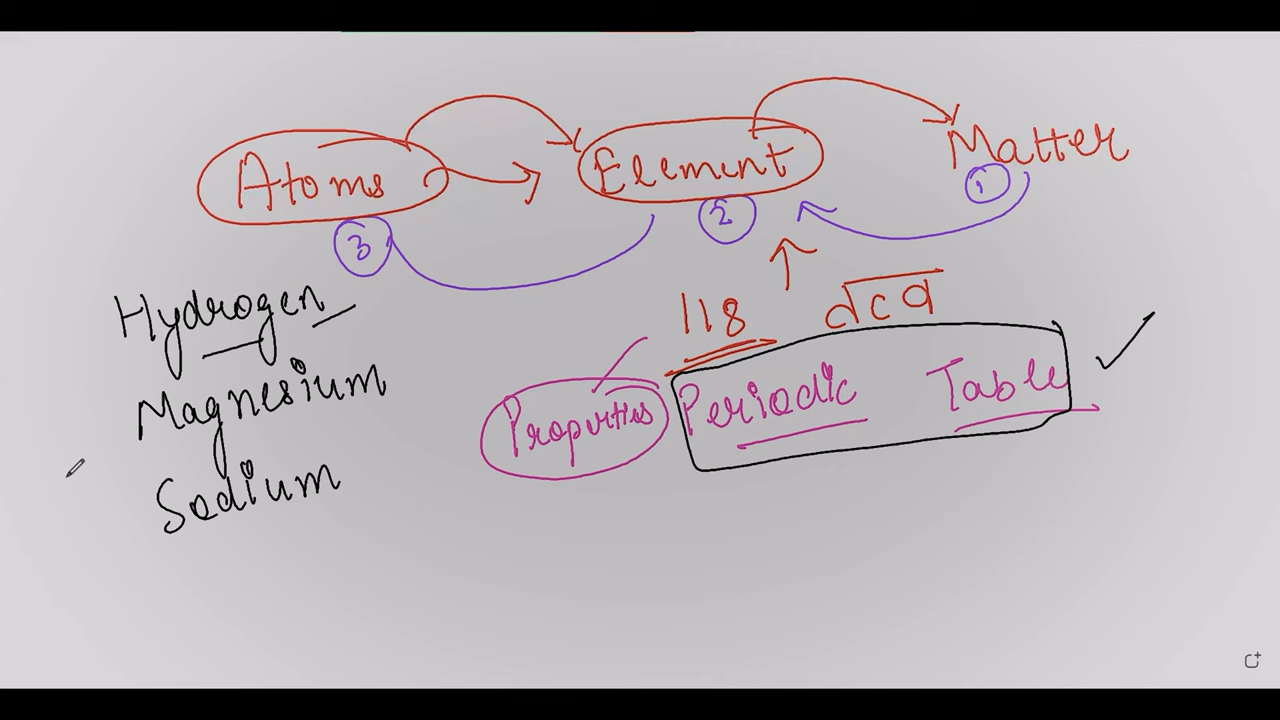 Atoms Element Matter
3 2 1
Hydrogen
118
Magnesium
Properties Periodic Table
Sodium